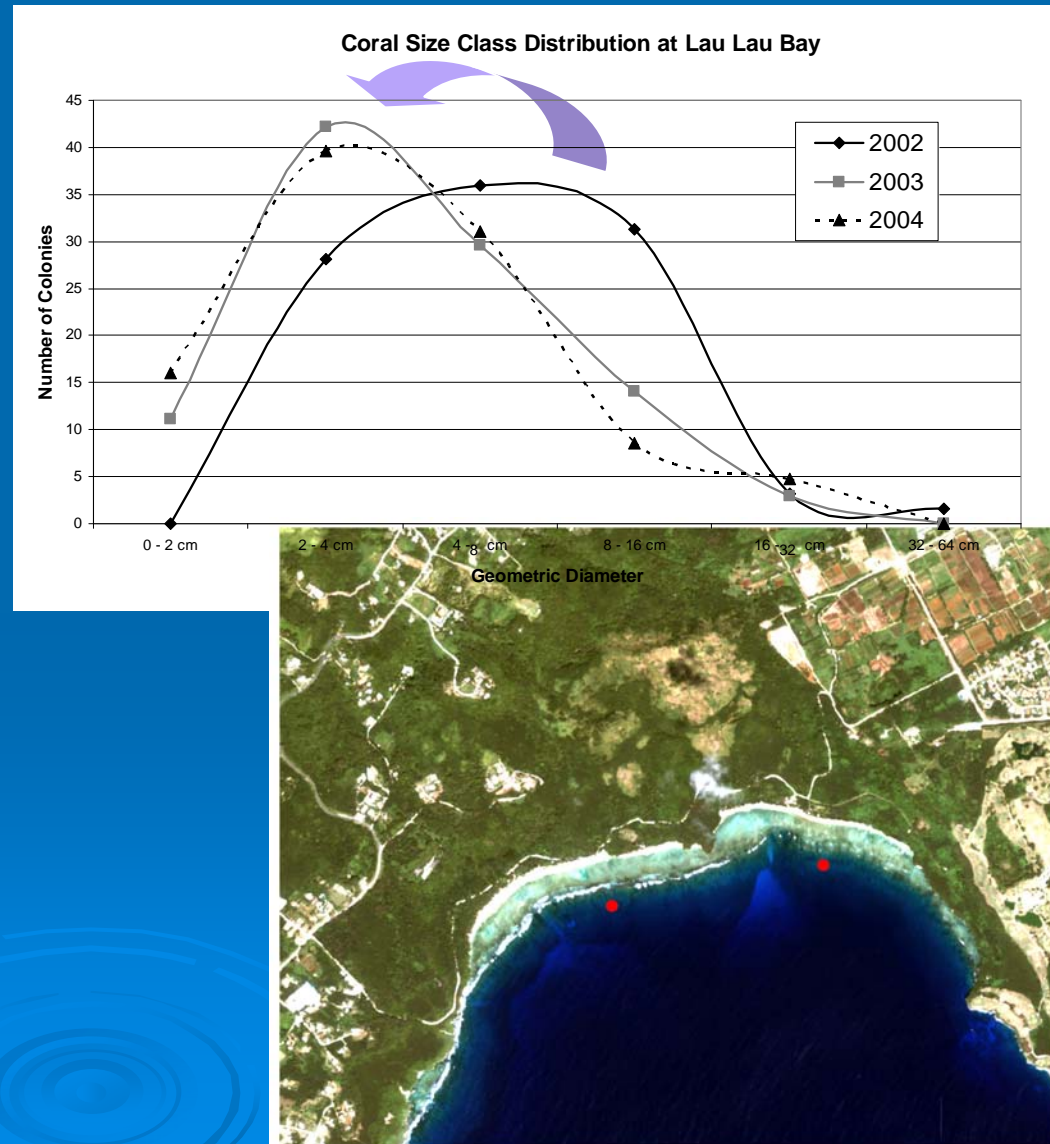 Coral Size Class Distribution at Lau Lau Bay
45
40
35
30
25
20
15
10
5
0
Number of Colonies
2002
2003
2004
0 - 2 cm
2 - 4 cm
4 - 8 cm
8 - 16 cm
16 - 32 cm
32 - 64 cm
Geometric Diameter